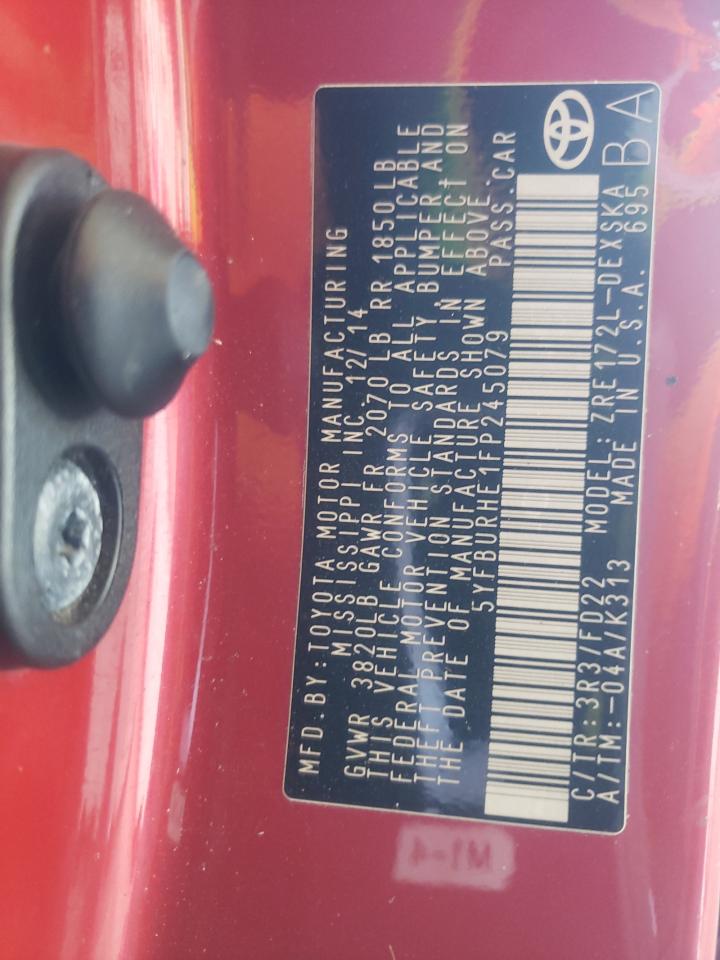 MFD.BY:TOYOTA MOTOR MANUFACTURING
MISSISSIPPI INC. 12/14
GVWR 3820LB GAWR FR 2070 LB RR 1850 LB
THIS VEHICLE CONFORMS TO ALL APPLICABLE
FEDERAL MOTOR VEHICLE SAFETY, BUMPER AND
THEFT PREVENTION STANDARDS IN EFFECT ON
THE DATE OF MANUFACTURE SHOWN ABOVE.
5YFBURHE1FP245079 PASS.CAR
C/TR:3R3/FD22 MODEL: ZRE172L-DEXSKA
A/TM:-04A/K313 MADE IN U.S.A. 695
BA